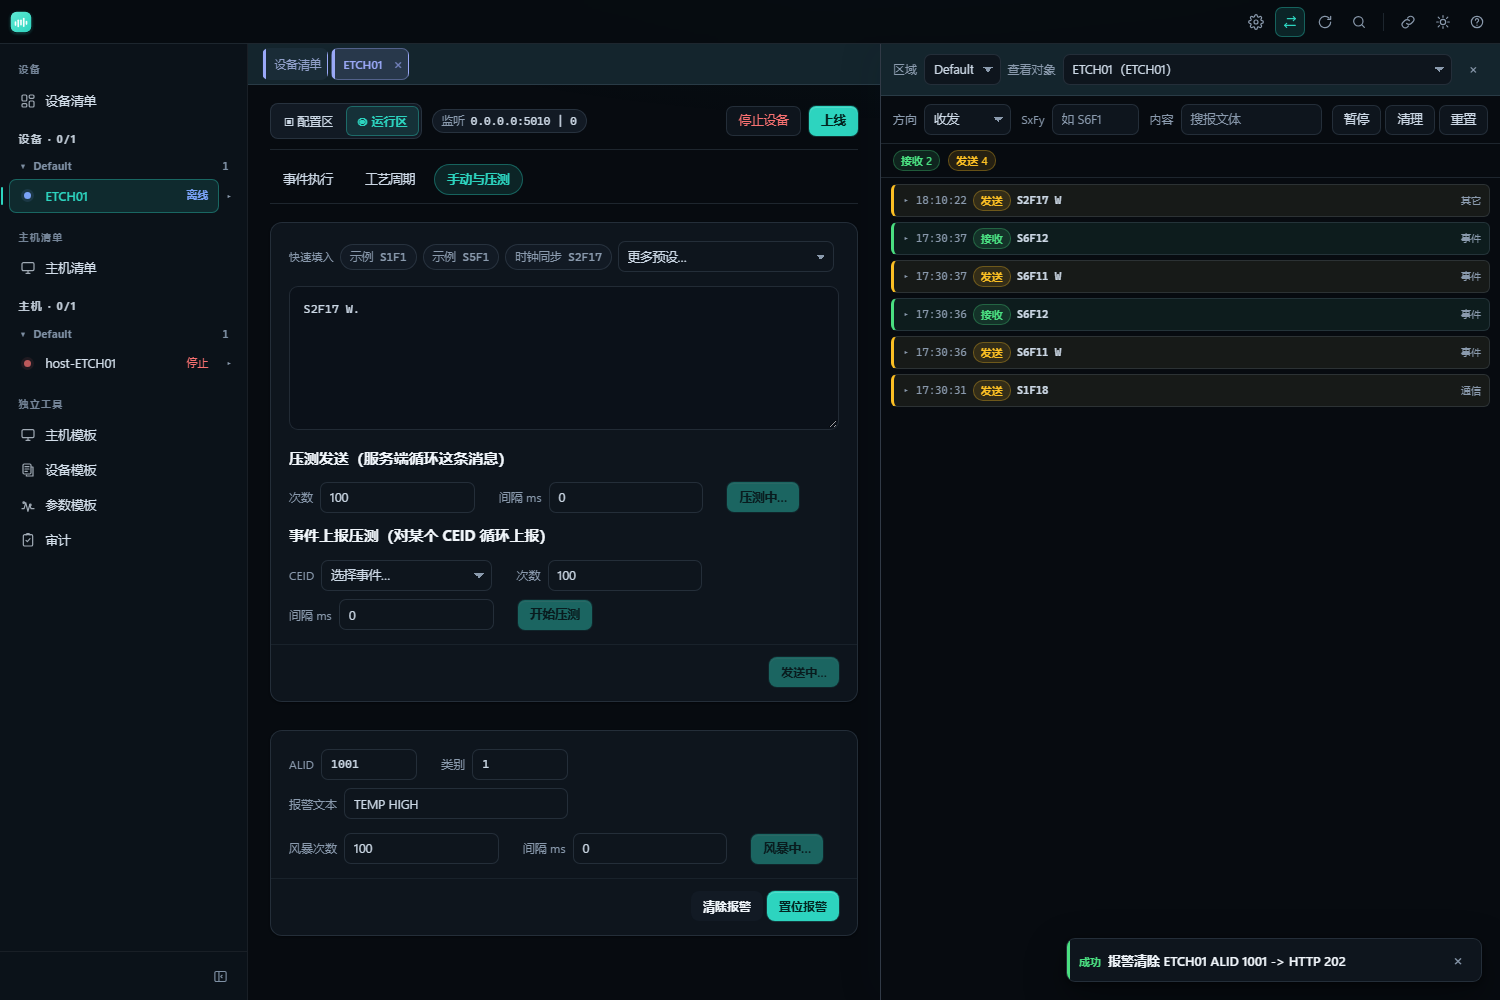 设备
设备清单
设备 · 0/1
Default 1
ETCH01 离线
主机清单
主机清单
主机 · 0/1
Default 1
host-ETCH01 停止
独立工具
主机模板
设备模板
参数模板
审计
设备清单 ETCH01 ×
配置区 运行区 监听 0.0.0.0:5010 | 0 停止设备 上线
事件执行 工艺周期 手动与压测
快速填入 示例 S1F1 示例 S5F1 时钟同步 S2F17 更多预设...
S2F17 W.
压测发送（服务端循环这条消息）
次数 100 间隔 ms 0 压测中...
事件上报压测（对某个 CEID 循环上报）
CEID 选择事件... 次数 100
间隔 ms 0 开始压测
发送中...
ALID 1001 类别 1
报警文本 TEMP HIGH
风暴次数 100 间隔 ms 0 风暴中...
清除报警 置位报警
区域 Default 查看对象 ETCH01（ETCH01） ×
方向 收发 SxFy 如 S6F1 内容 搜报文体 暂停 清理 重置
接收 2 发送 4
18:10:22 发送 S2F17 W 其它
17:30:37 接收 S6F12 事件
17:30:37 发送 S6F11 W 事件
17:30:36 接收 S6F12 事件
17:30:36 发送 S6F11 W 事件
17:30:31 发送 S1F18 通信
成功 报警清除 ETCH01 ALID 1001 -> HTTP 202 ×